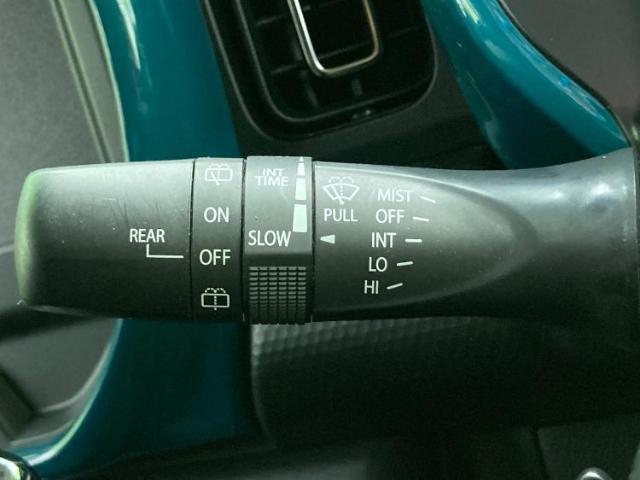 REAR
ON
OFF
INT
TIME
SLOW
PULL
MIST
OFF
INT
LO
HI